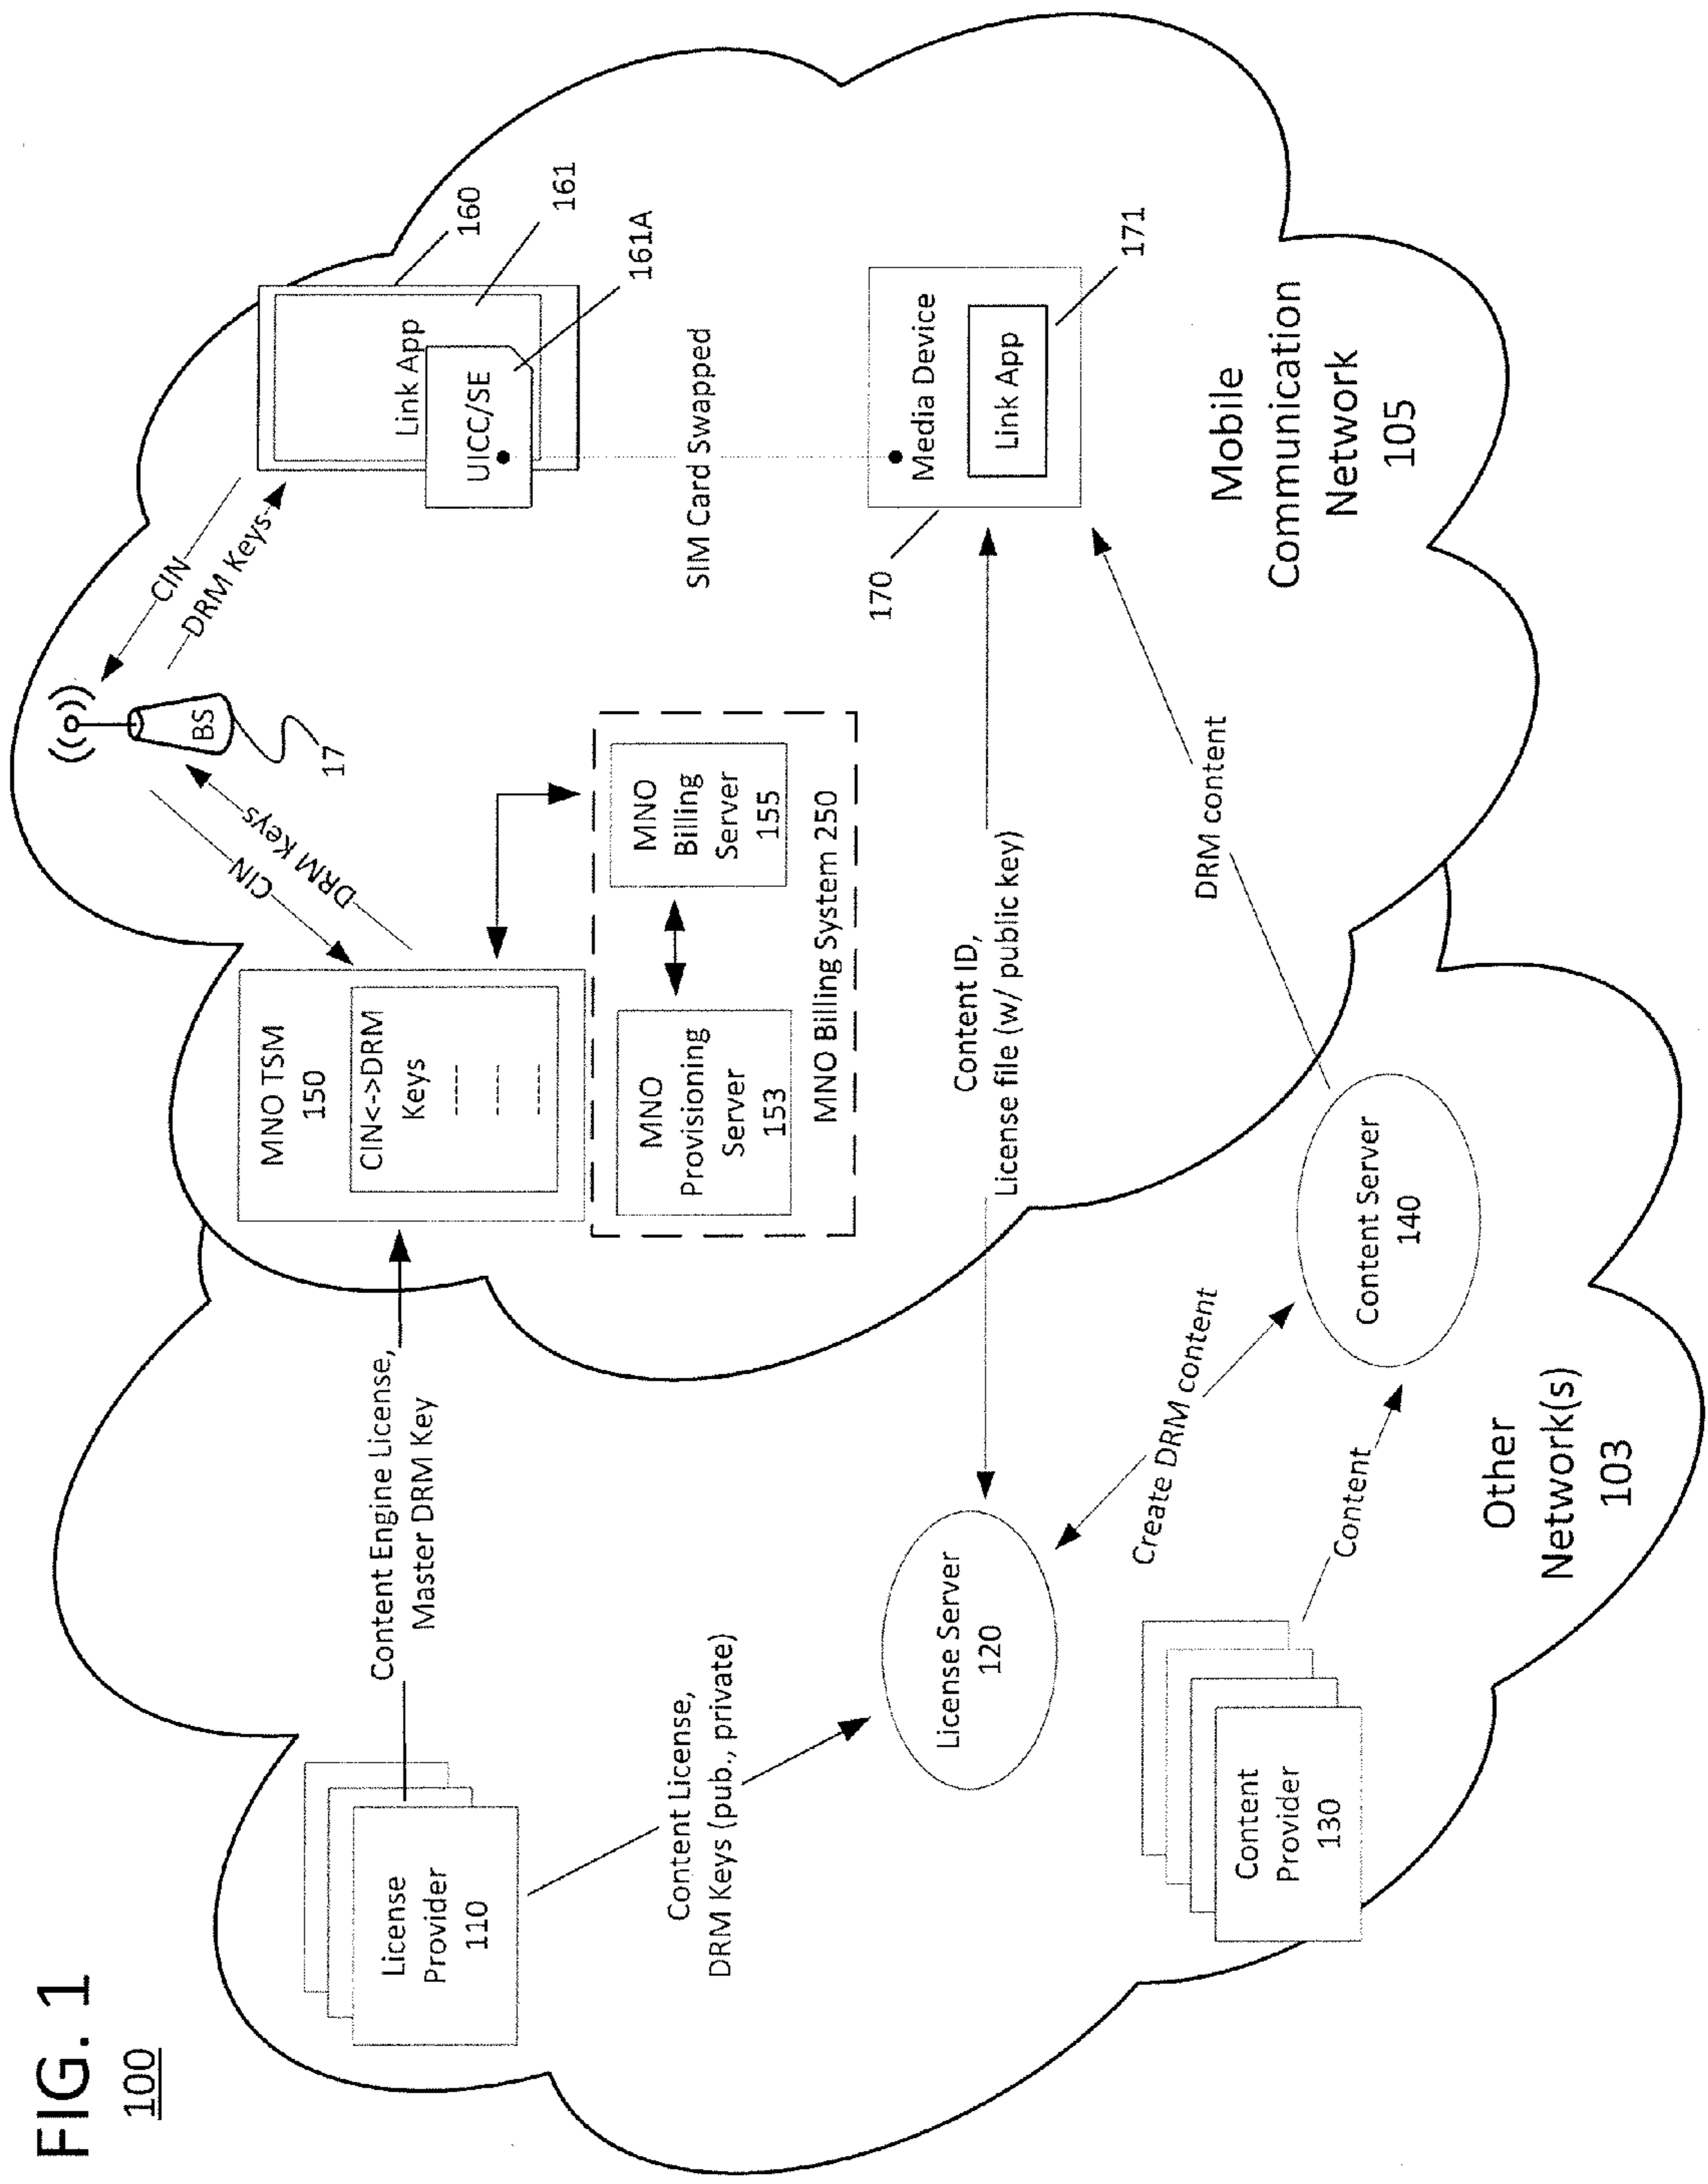 FIG. 1
100
License
Provider
110
Content Engine License,
Master DRM Key
Content License,
DRM Keys (pub., private)
License Server
120
Content
Provider
130
Content
Create DRM content
Content Server
140
Other
Network(s)
103
MNO TSM
150
CIN<->DRM
Keys
-----
-----
-----
MNO
Provisioning
Server
153
MNO
Billing
Server
155
MNO Billing System 250
CIN
DRM Keys
BS
17
CIN
DRM Keys
Link App
UICC/SE
160
161
161A
SIM Card Swapped
Media Device
Link App
170
171
Content ID,
License file (w/ public key)
DRM content
Mobile
Communication
Network
105